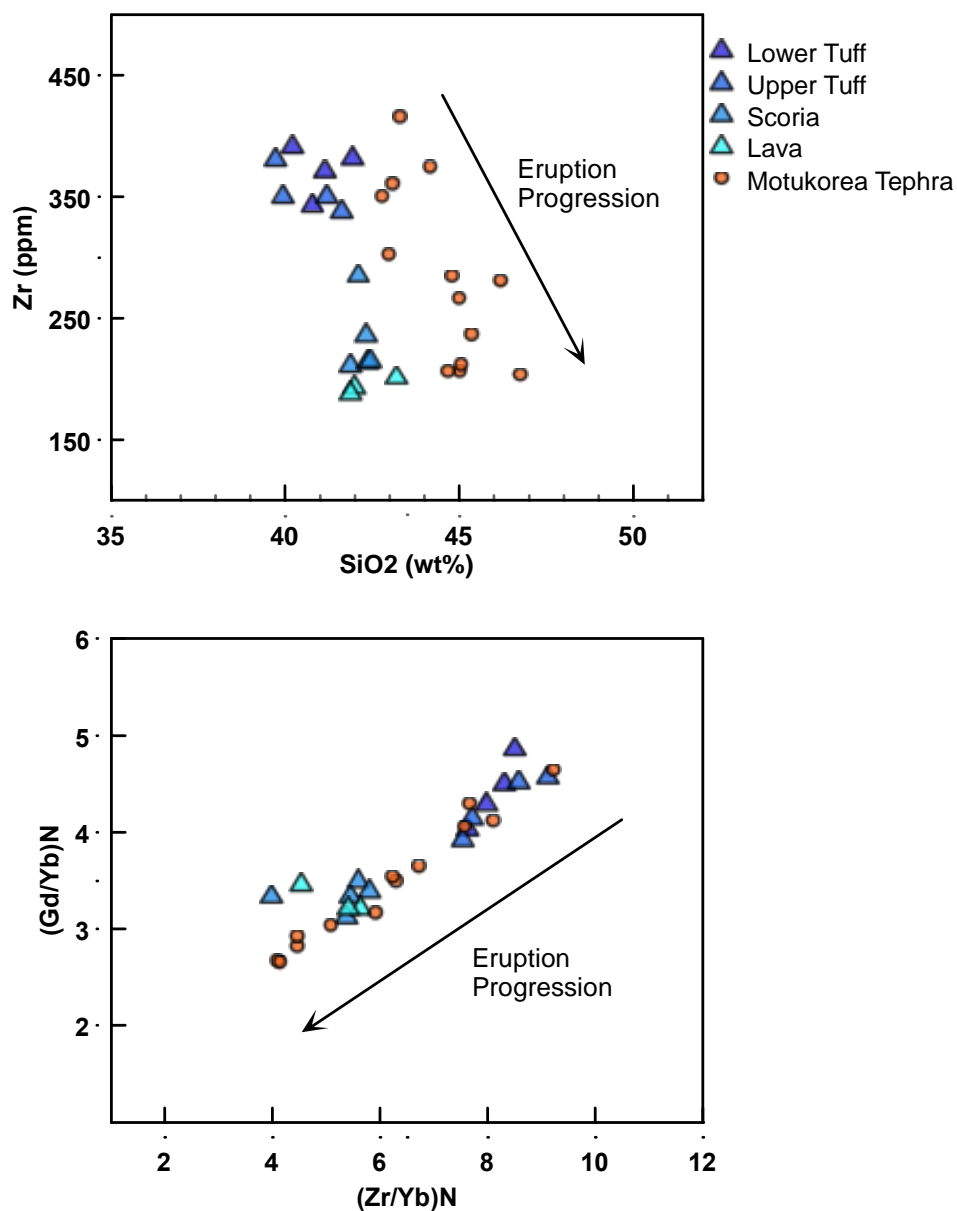 450
350
250
150
Zr (ppm)
35 40 45 50
SiO2 (wt%)
Eruption
Progression
Lower Tuff
Upper Tuff
Scoria
Lava
Motukorea Tephra
6
5
4
3
2
(Gd/Yb)N
2 4 6 8 10 12
(Zr/Yb)N
Eruption
Progression